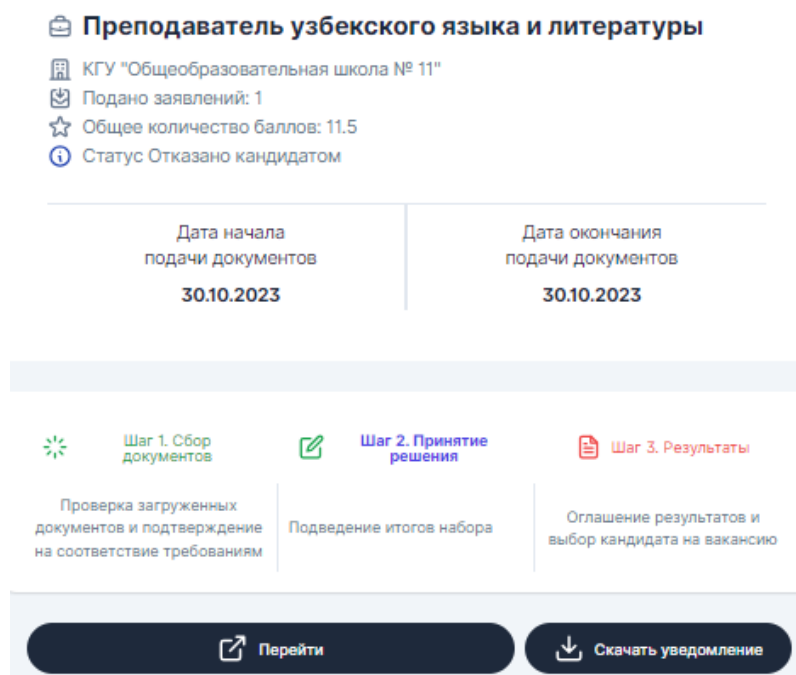 Преподаватель узбекского языка и литературы
КГУ "Общеобразовательная школа № 11"
Подано заявлений: 1
Общее количество баллов: 11.5
Статус Отказано кандидатом
Дата начала
подачи документов
30.10.2023
Дата окончания
подачи документов
30.10.2023
Шаг 1. Сбор
документов
Шаг 2. Принятие
решения
Шаг 3. Результаты
Проверка загруженных
документов и подтверждение
на соответствие требованиям
Подведение итогов набора
Оглашение результатов и
выбор кандидата на вакансию
Перейти
Скачать уведомление